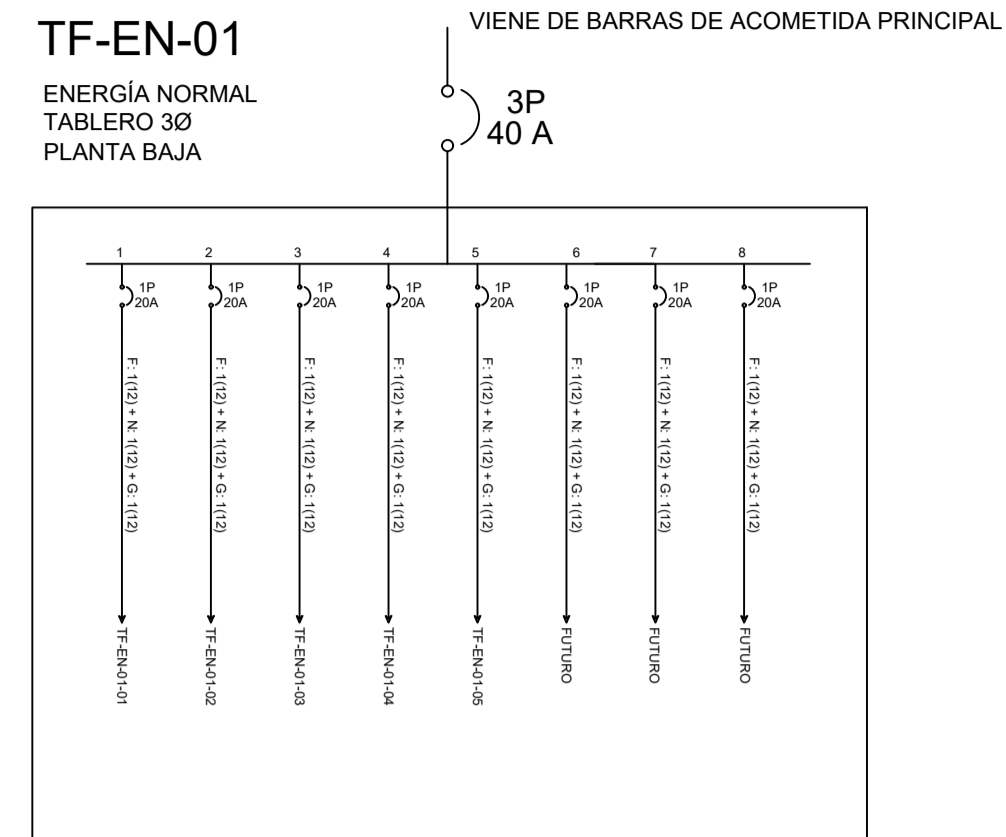 TF-EN-01
VIENE DE BARRAS DE ACOMETIDA PRINCIPAL
ENERGÍA NORMAL
TABLERO 3Ø
PLANTA BAJA
3P
40 A
1 2 3 4 5 6 7 8
1P 1P 1P 1P 1P 1P 1P 1P
20A 20A 20A 20A 20A 20A 20A 20A
F: 1(12) + N: 1(12) + G: 1(12)
F: 1(12) + N: 1(12) + G: 1(12)
F: 1(12) + N: 1(12) + G: 1(12)
F: 1(12) + N: 1(12) + G: 1(12)
F: 1(12) + N: 1(12) + G: 1(12)
F: 1(12) + N: 1(12) + G: 1(12)
F: 1(12) + N: 1(12) + G: 1(12)
F: 1(12) + N: 1(12) + G: 1(12)
TF-EN-01-01
TF-EN-01-02
TF-EN-01-03
TF-EN-01-04
TF-EN-01-05
FUTURO
FUTURO
FUTURO